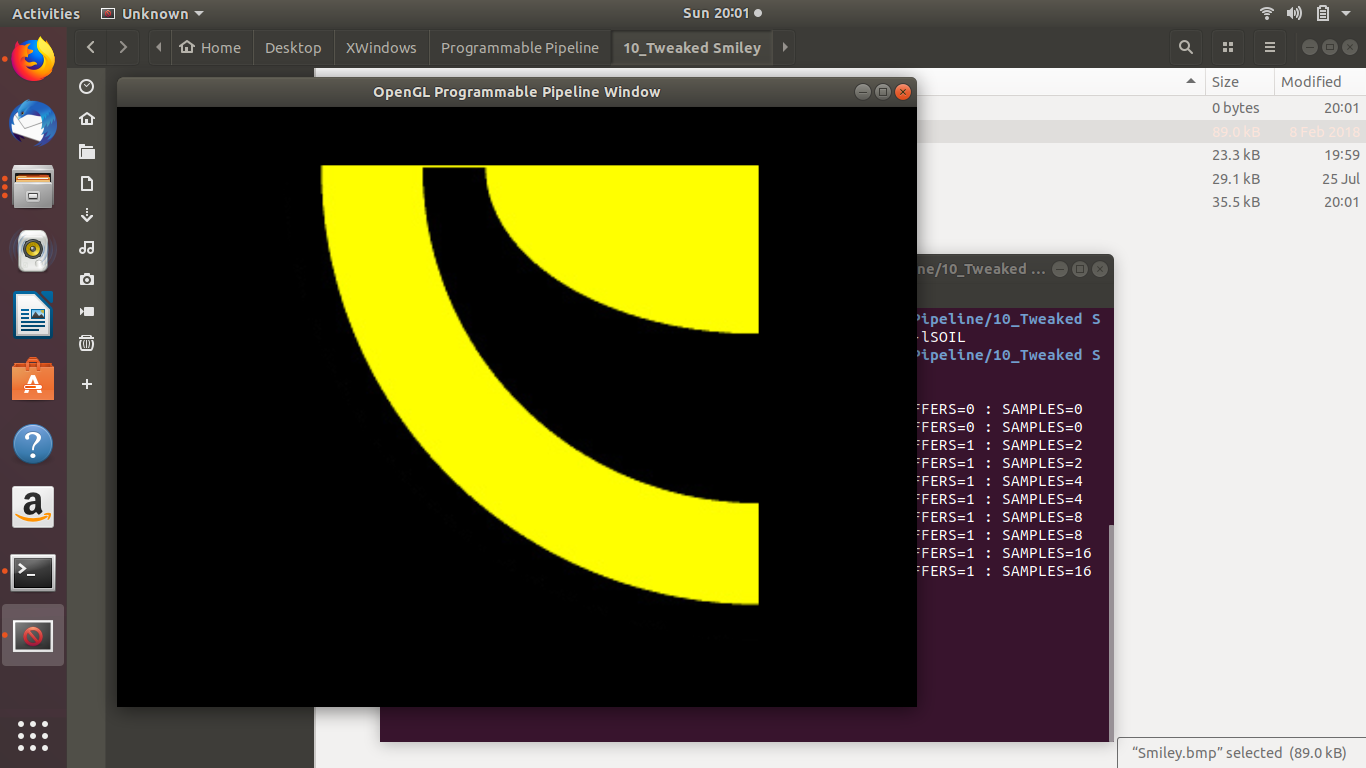 Activities Unknown Sun 20:01
Home Desktop XWindows Programmable Pipeline 10_Tweaked Smiley
Size Modified
0 bytes 20:01
89.0 kB 8 Feb 2018
23.3 kB 19:59
29.1 kB 25 Jul
35.5 kB 20:01
OpenGL Programmable Pipeline Window
ne/10_Tweaked ...
Pipeline/10_Tweaked S
-lSOIL
Pipeline/10_Tweaked S
FFERS=0 : SAMPLES=0
FFERS=0 : SAMPLES=0
FFERS=1 : SAMPLES=2
FFERS=1 : SAMPLES=2
FFERS=1 : SAMPLES=4
FFERS=1 : SAMPLES=4
FFERS=1 : SAMPLES=8
FFERS=1 : SAMPLES=8
FFERS=1 : SAMPLES=16
FFERS=1 : SAMPLES=16
"Smiley.bmp" selected (89.0 kB)